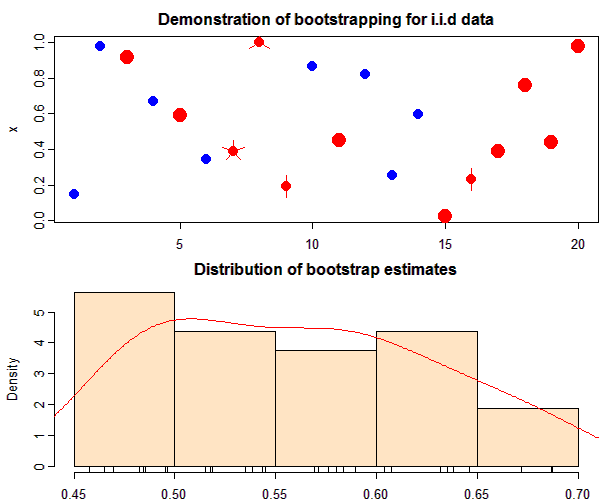 Demonstration of bootstrapping for i.i.d data
x
0.0 0.2 0.4 0.6 0.8 1.0
5 10 15 20
Distribution of bootstrap estimates
Density
0 1 2 3 4 5
0.45 0.50 0.55 0.60 0.65 0.70